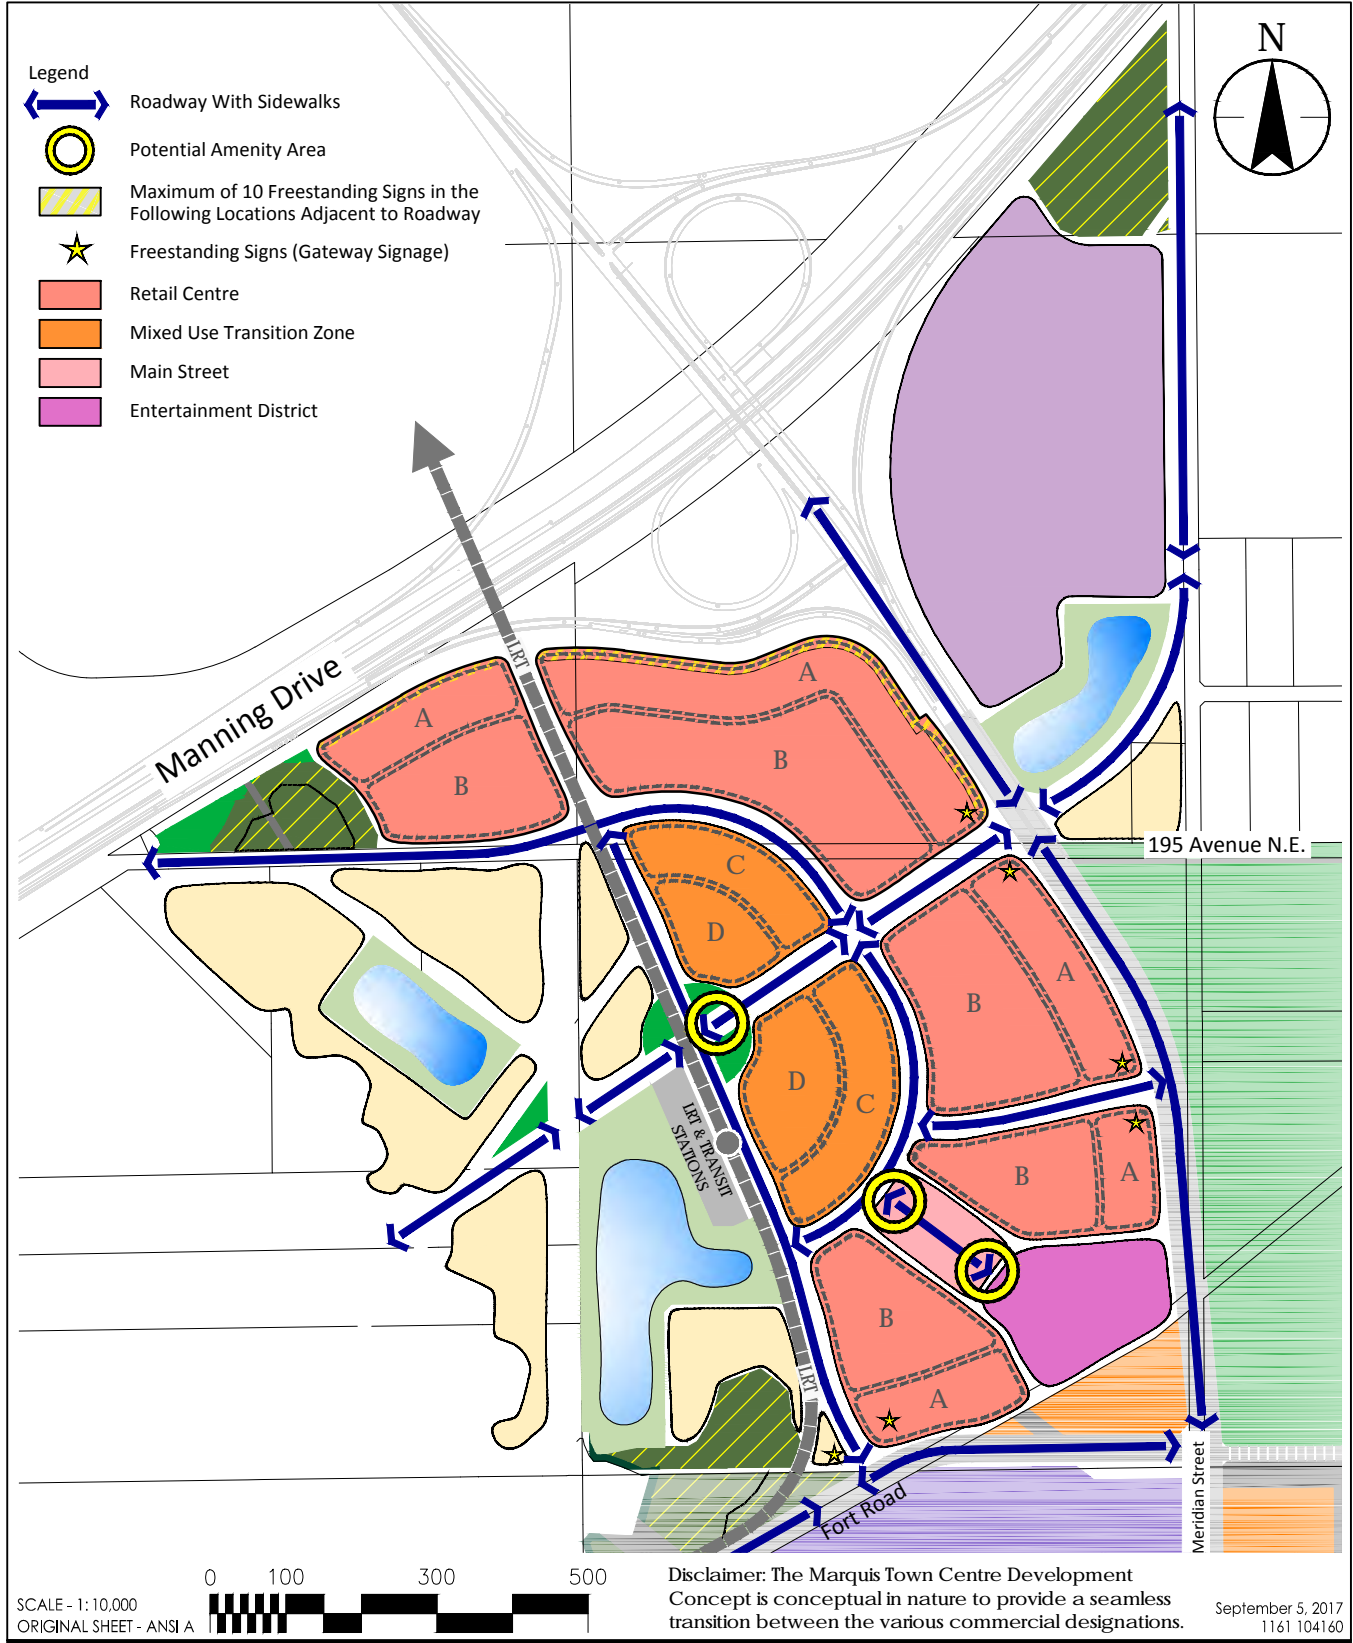 N
Legend
Roadway With Sidewalks
Potential Amenity Area
Maximum of 10 Freestanding Signs in the
Following Locations Adjacent to Roadway
Freestanding Signs (Gateway Signage)
Retail Centre
Mixed Use Transition Zone
Main Street
Entertainment District
LRT
Manning Drive
A
B
A
B
195 Avenue N.E.
C
D
A
B
D
C
LRT & TRANSIT
STATIONS
B
A
B
A
LRT
Fort Road
Meridian Street
0 100 300 500
SCALE - 1: 10,000
ORIGINAL SHEET - ANSI A
Disclaimer: The Marquis Town Centre Development
Concept is conceptual in nature to provide a seamless
transition between the various commercial designations.
September 5, 2017
1161 104160